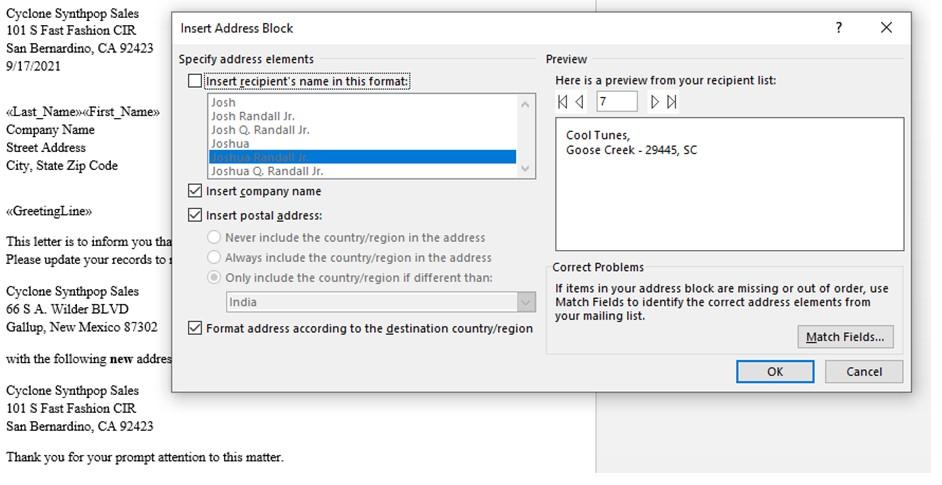 Cyclone Synthpop Sales
101 S Fast Fashion CIR
San Bernardino, CA 92423
9/17/2021
«Last_Name»«First_Name»
Company Name
Street Address
City, State Zip Code
«GreetingLine»
This letter is to inform you tha
Please update your records to
Cyclone Synthpop Sales
66 S A. Wilder BLVD
Gallup, New Mexico 87302
with the following new addres
Cyclone Synthpop Sales
101 S Fast Fashion CIR
San Bernardino, CA 92423
Thank you for your prompt attention to this matter.
Insert Address Block
?
Specify address elements
Insert recipient's name in this format:
Josh
Josh Randall Jr.
Josh Q. Randall Jr.
Joshua
Joshua Randall Jr.
Joshua Q. Randall Jr.
Insert company name
Insert postal address:
Never include the country/region in the address
Always include the country/region in the address
Only include the country/region if different than:
India
Format address according to the destination country/region
Preview
Here is a preview from your recipient list:
7
Cool Tunes,
Goose Creek - 29445, SC
Correct Problems
If items in your address block are missing or out of order, use
Match Fields to identify the correct address elements from
your mailing list.
Match Fields...
OK
Cancel